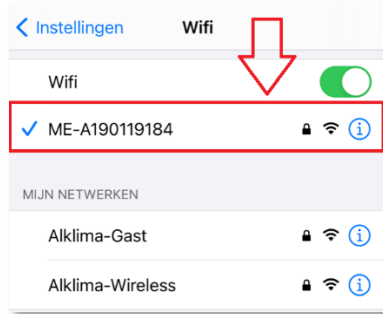 Instellingen Wifi
Wifi
ME-A190119184
MIJN NETWERKEN
Alklima-Gast
Alklima-Wireless